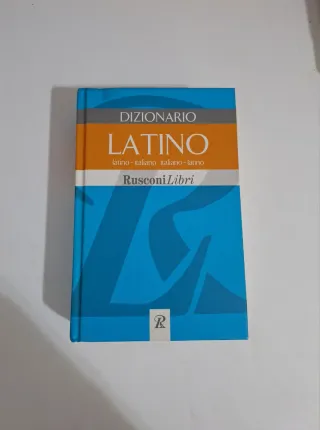 DIZIONARIO
LATINO
latino - italiano italiano - latino
RusconiLibri
R